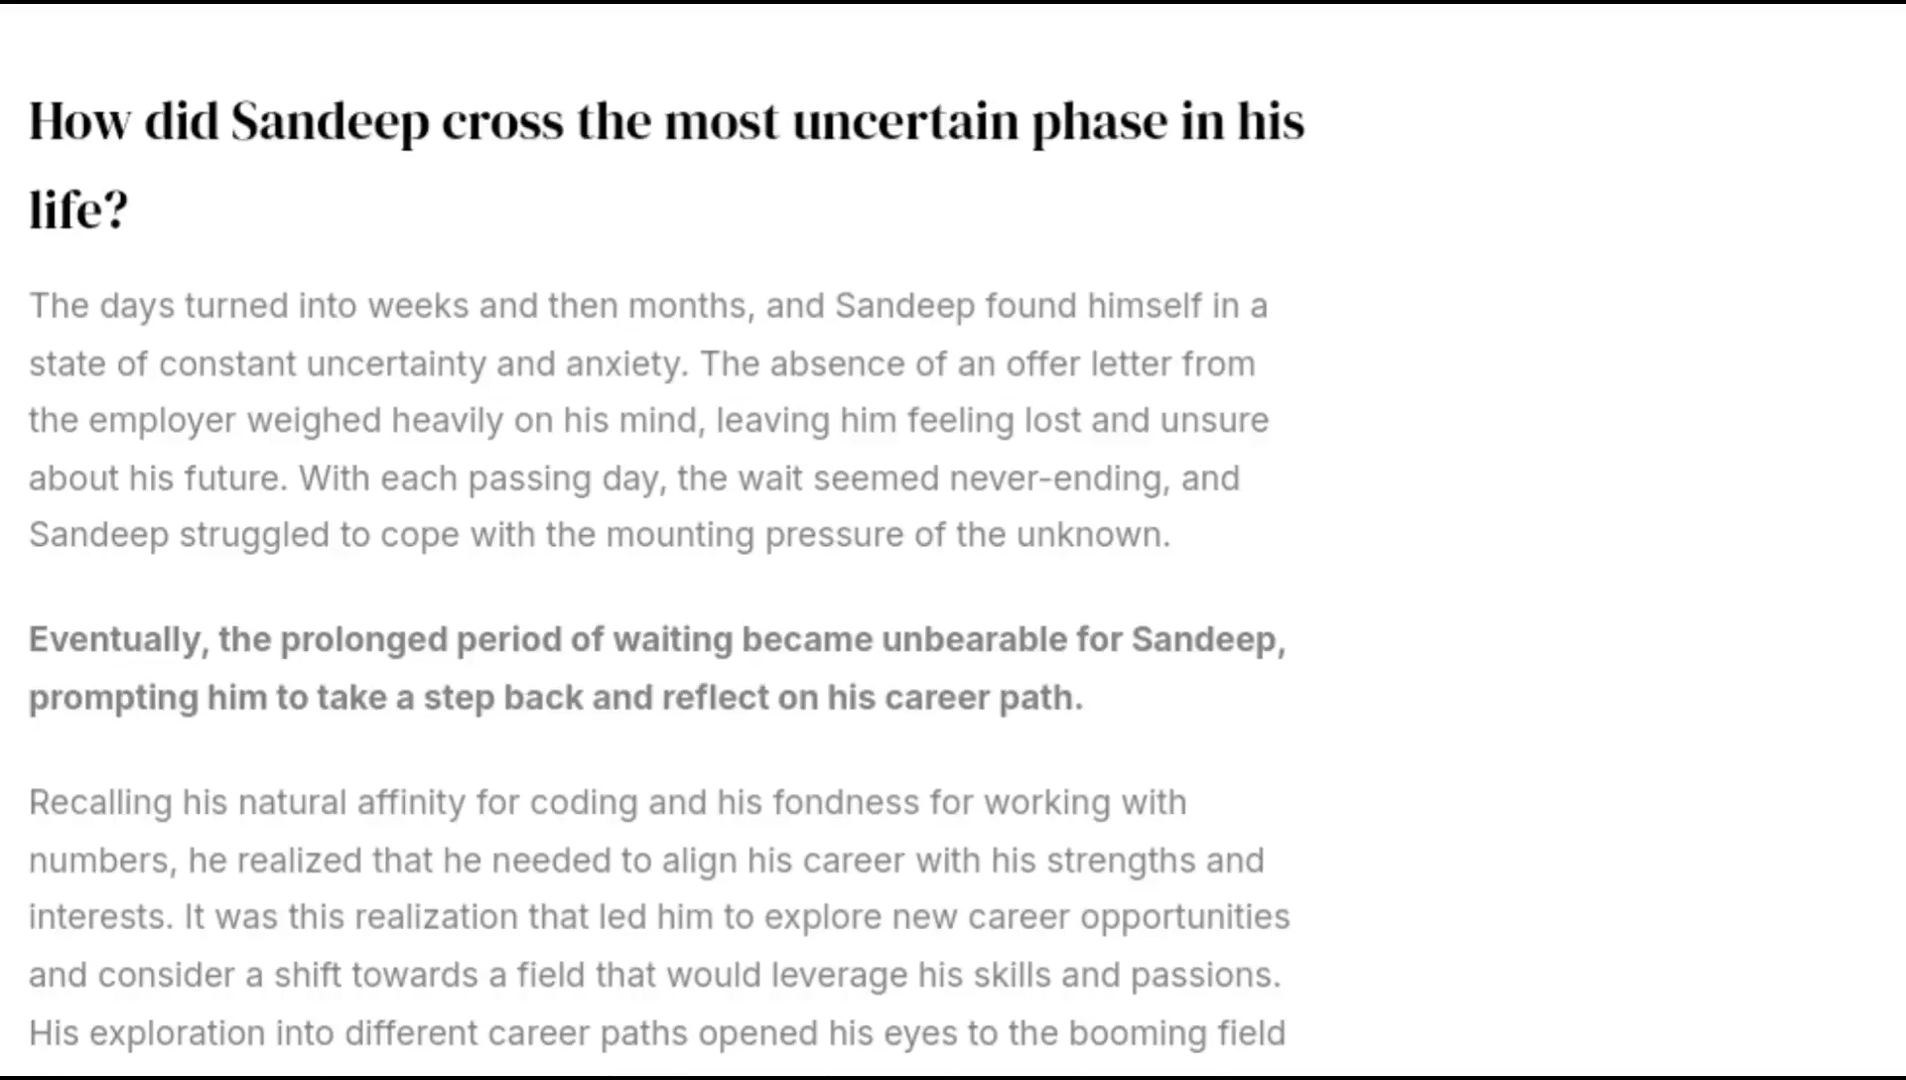 How did Sandeep cross the most uncertain phase in his
life?
The days turned into weeks and then months, and Sandeep found himself in a
state of constant uncertainty and anxiety. The absence of an offer letter from
the employer weighed heavily on his mind, leaving him feeling lost and unsure
about his future. With each passing day, the wait seemed never-ending, and
Sandeep struggled to cope with the mounting pressure of the unknown.
Eventually, the prolonged period of waiting became unbearable for Sandeep,
prompting him to take a step back and reflect on his career path.
Recalling his natural affinity for coding and his fondness for working with
numbers, he realized that he needed to align his career with his strengths and
interests. It was this realization that led him to explore new career opportunities
and consider a shift towards a field that would leverage his skills and passions.
His exploration into different career paths opened his eyes to the booming field